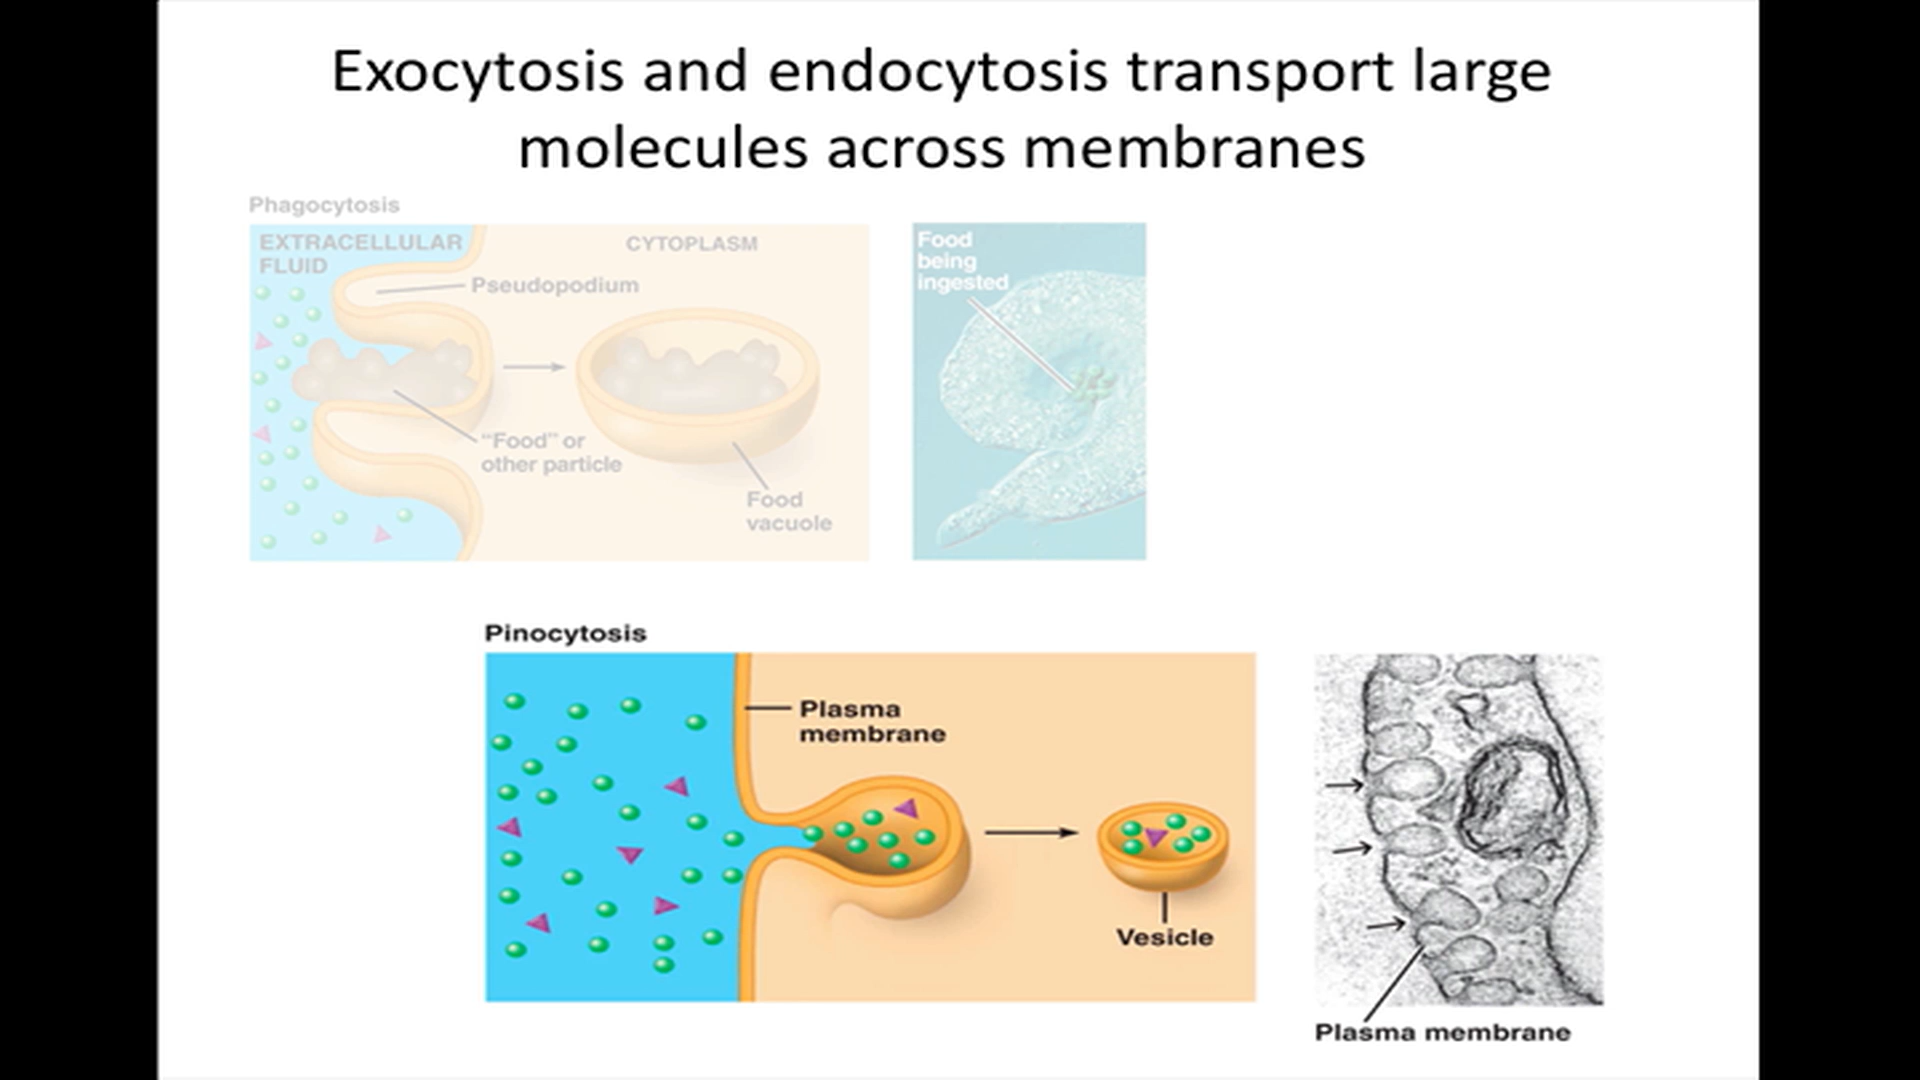 Exocytosis and endocytosis transport large
molecules across membranes
Phagocytosis
EXTRACELLULAR
FLUID
CYTOPLASM
Pseudopodium
“Food” or
other particle
Food
vacuole
Food
being
ingested
Pinocytosis
Plasma
membrane
Vesicle
Plasma membrane